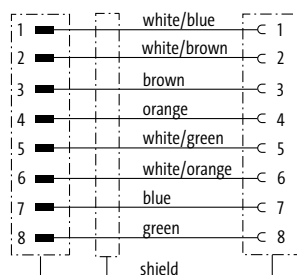 1 white/blue 1
2 white/brown 2
3 brown 3
4 orange 4
5 white/green 5
6 white/orange 6
7 blue 7
8 green 8
shield